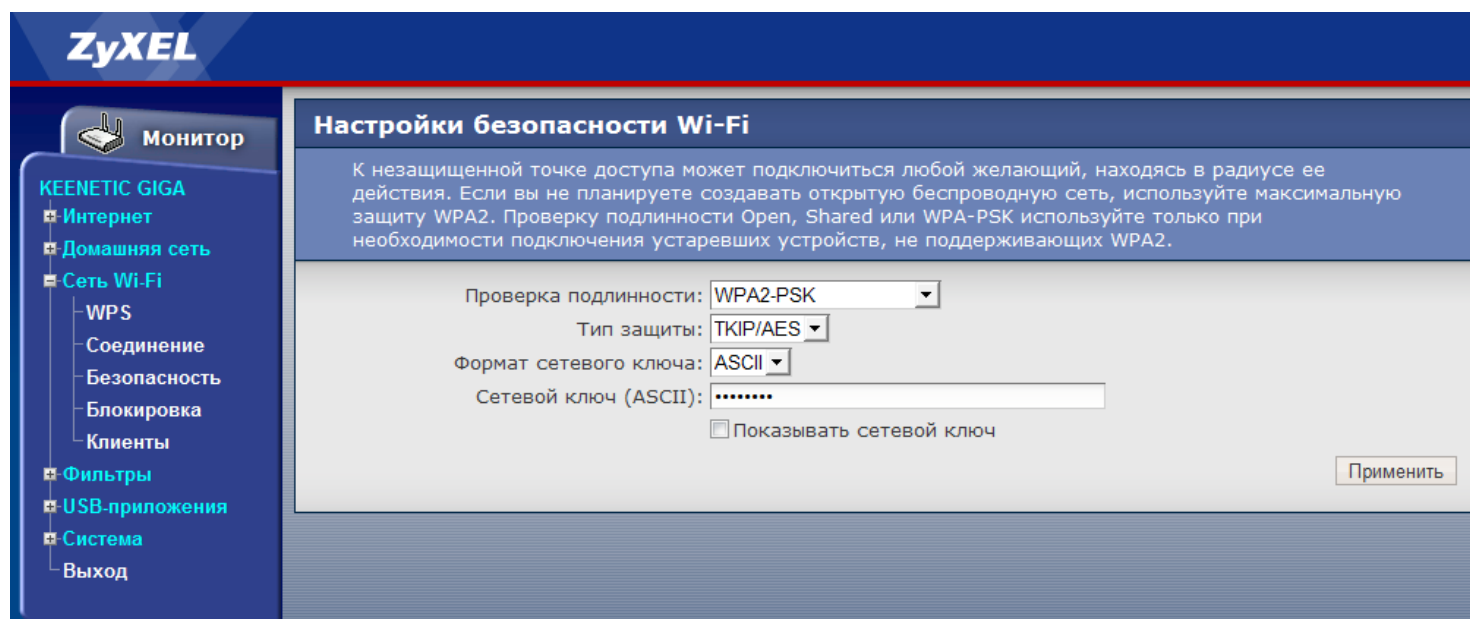 ZyXEL
Монитор
KEENETIC GIGA
Интернет
Домашняя сеть
Сеть Wi-Fi
WPS
Соединение
Безопасность
Блокировка
Клиенты
Фильтры
USB-приложения
Система
Выход
Настройки безопасности Wi-Fi
К незащищенной точке доступа может подключиться любой желающий, находясь в радиусе ее
действия. Если вы не планируете создавать открытую беспроводную сеть, используйте максимальную
защиту WPA2. Проверку подлинности Open, Shared или WPA-PSK используйте только при
необходимости подключения устаревших устройств, не поддерживающих WPA2.
Проверка подлинности: WPA2-PSK
Тип защиты: TKIP/AES
Формат сетевого ключа: ASCII
Сетевой ключ (ASCII): ••••••••
Показывать сетевой ключ
Применить